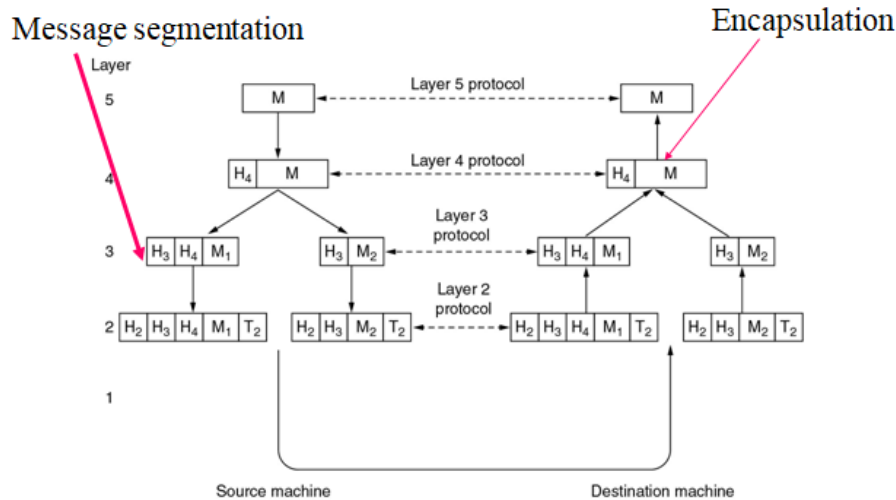 Message segmentation
Encapsulation
Layer
5
M
Layer 5 protocol
M
4
H4 M
Layer 4 protocol
H4 M
3
H3 H4 M1
H3 M2
Layer 3
protocol
H3 H4 M1
H3 M2
2
H2 H3 H4 M1 T2
H2 H3 M2 T2
Layer 2
protocol
H2 H3 H4 M1 T2
H2 H3 M2 T2
1
Source machine
Destination machine